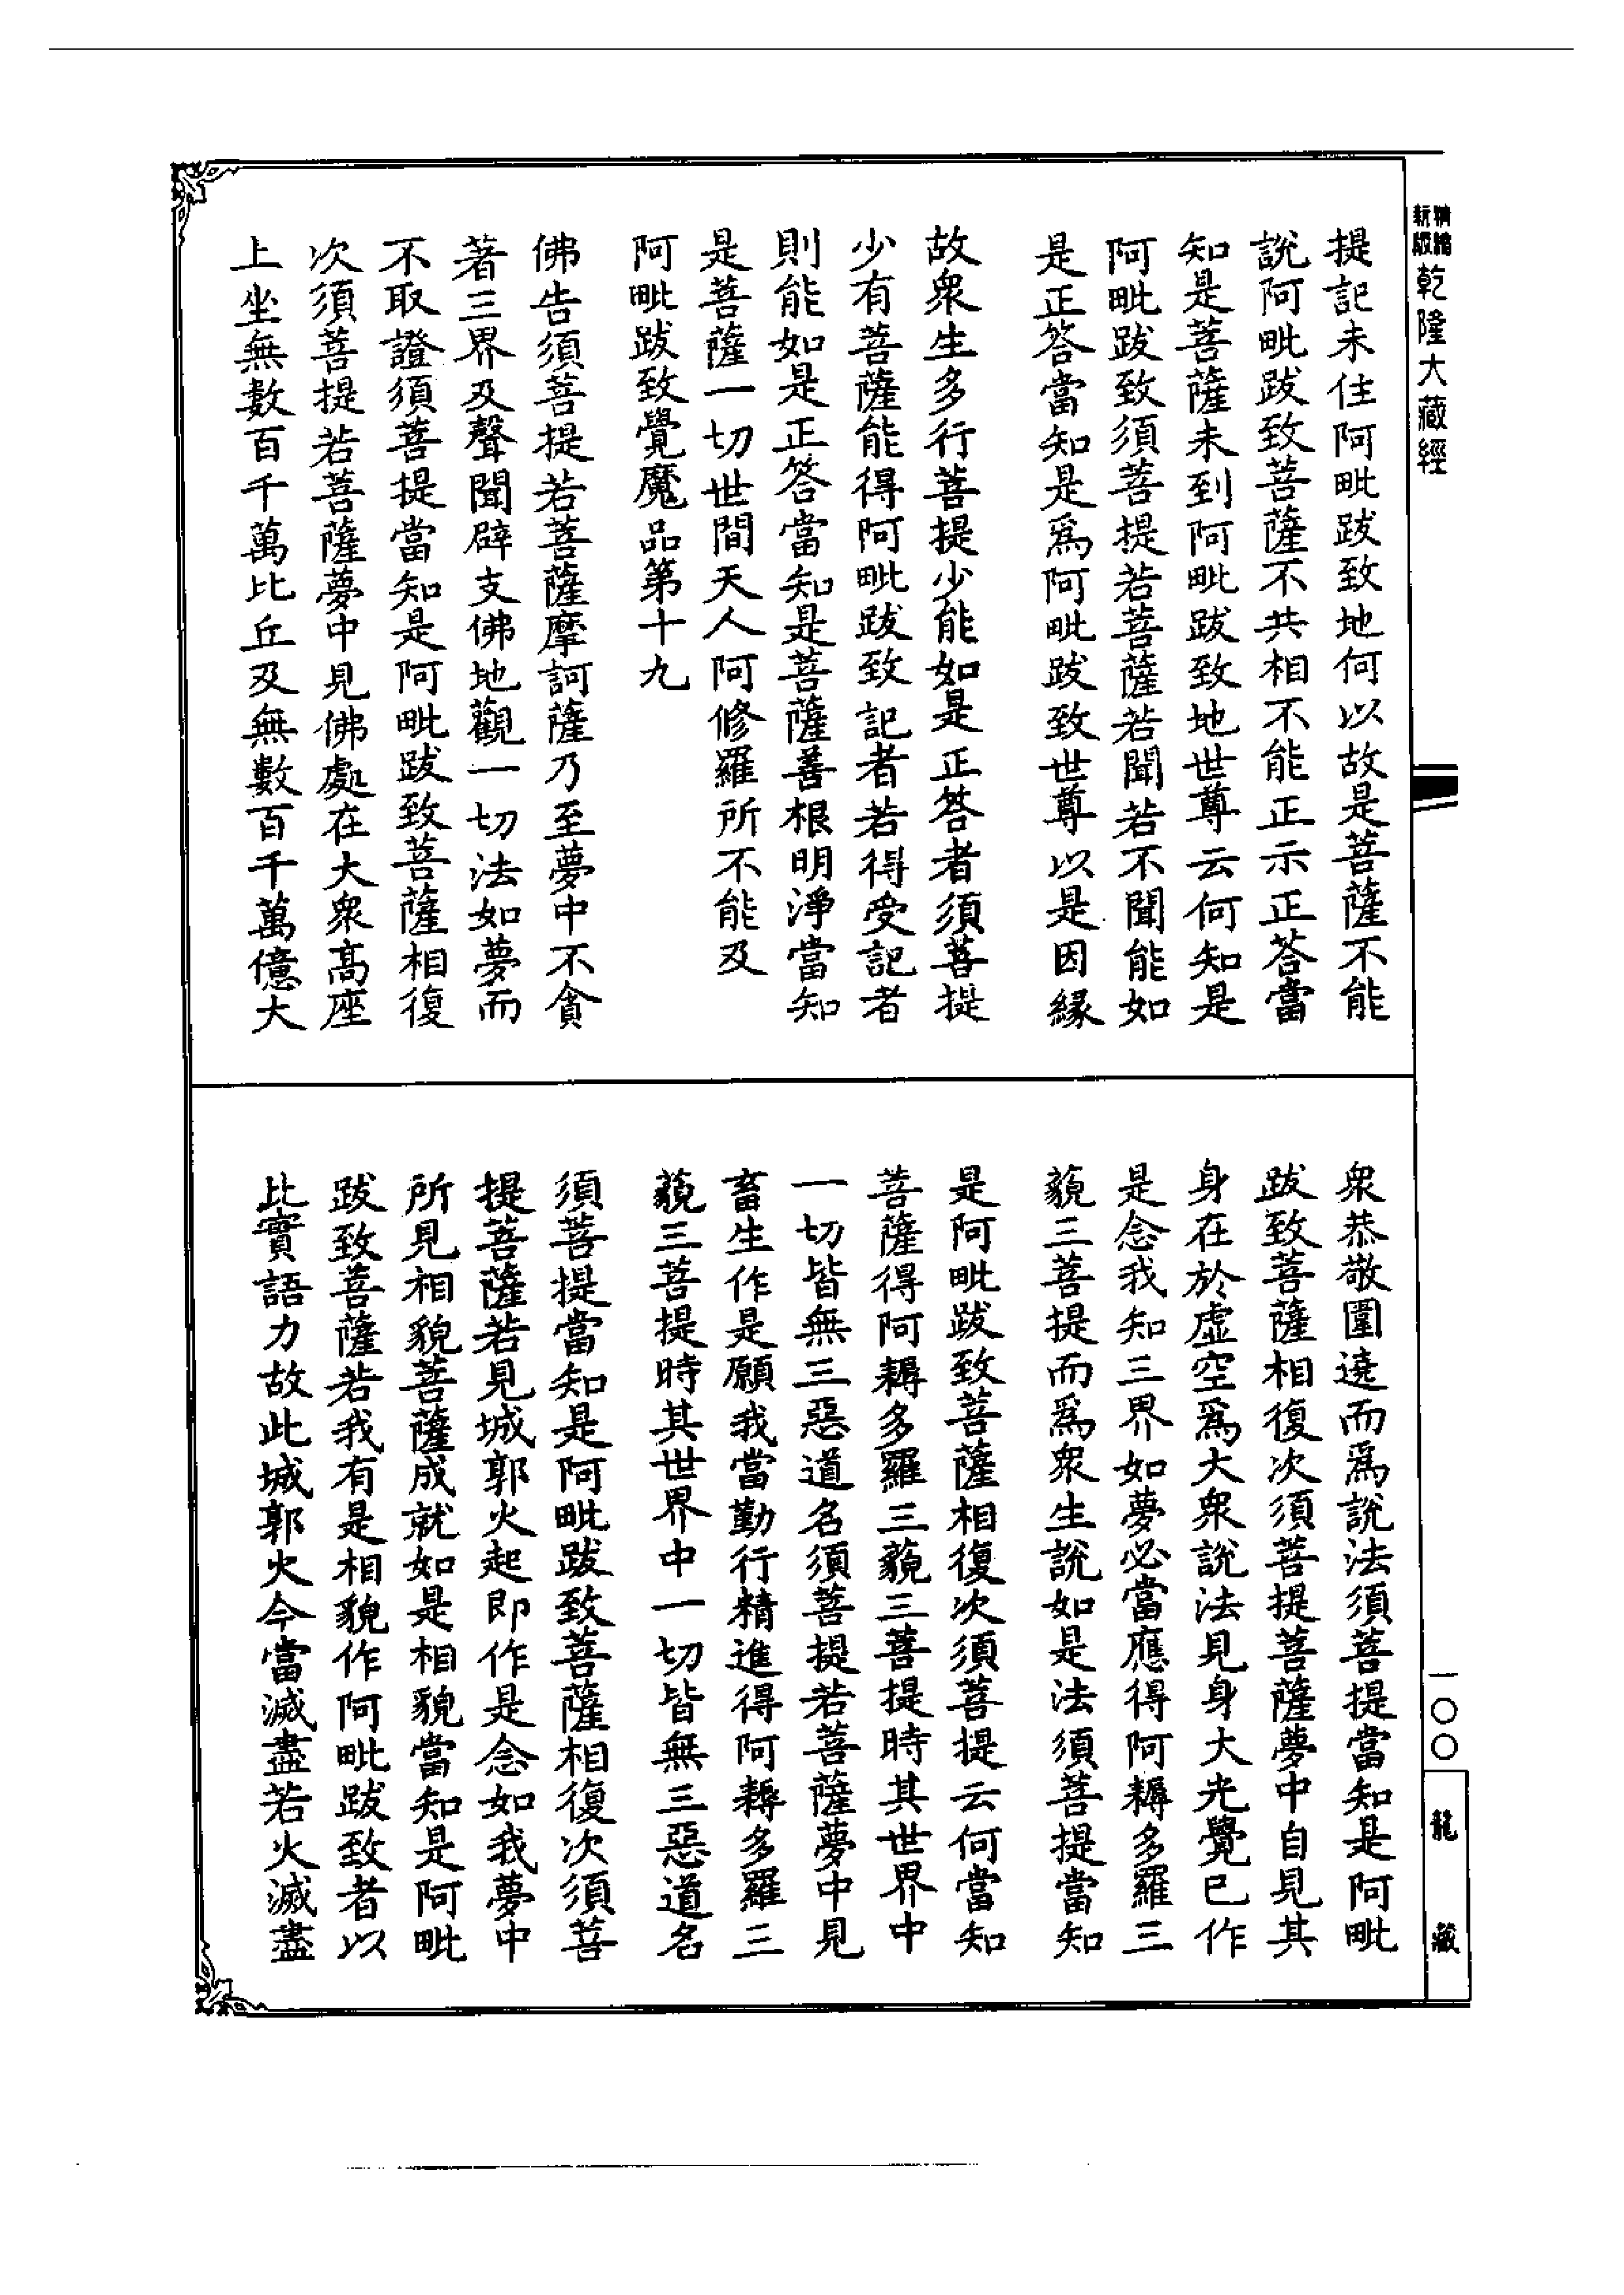 精縮新版乾隆大藏經
提記未住阿毗跋致地何以故是菩薩不能
說阿毗跋致菩薩不共相不能正示正荅當
知是菩薩未到阿毗跋致地世尊云何知是
阿毗跋致須菩提若菩薩若聞若不聞能如
是正答當知是爲阿毗跋致世尊以是因緣
故衆生多行菩提少能如是正答者須菩提
少有菩薩能得阿毗跋致記者若得受記者
則能如是正答當知是菩薩善根明淨當知
是菩薩一切世間天人阿修羅所不能及
阿毗跋致覺魔品第十九
佛告須菩提若菩薩摩訶薩乃至夢中不貪
著三界及聲聞辟支佛地觀一切法如夢而
不取證須菩提當知是阿毗跋致菩薩相復
次須菩提若菩薩夢中見佛處在大衆高座
上坐無數百千萬比丘及無數百千萬億大
衆恭敬圍遶而爲說法須菩提當知是阿毗
跋致菩薩相復次須菩提菩薩夢中自見其
身在於虛空爲大衆說法見身大光覺已作
是念我知三界如夢必當應得阿耨多羅三
藐三菩提而爲衆生說如是法須菩提當知
是阿毗跋致菩薩相復次須菩提云何當知
菩薩得阿耨多羅三藐三菩提時其世界中
一切皆無三惡道名須菩提若菩薩夢中見
畜生作是願我當勤行精進得阿耨多羅三
藐三菩提時其世界中一切皆無三惡道名
須菩提當知是阿毗跋致菩薩相復次須菩
提菩薩若見城郭火起即作是念如我夢中
所見相貌菩薩成就如是相貌當知是阿毗
跋致菩薩若我有是相貌作阿毗跋致者以
此實語力故此城郭火今當滅盡若火滅盡
一〇〇
龍藏